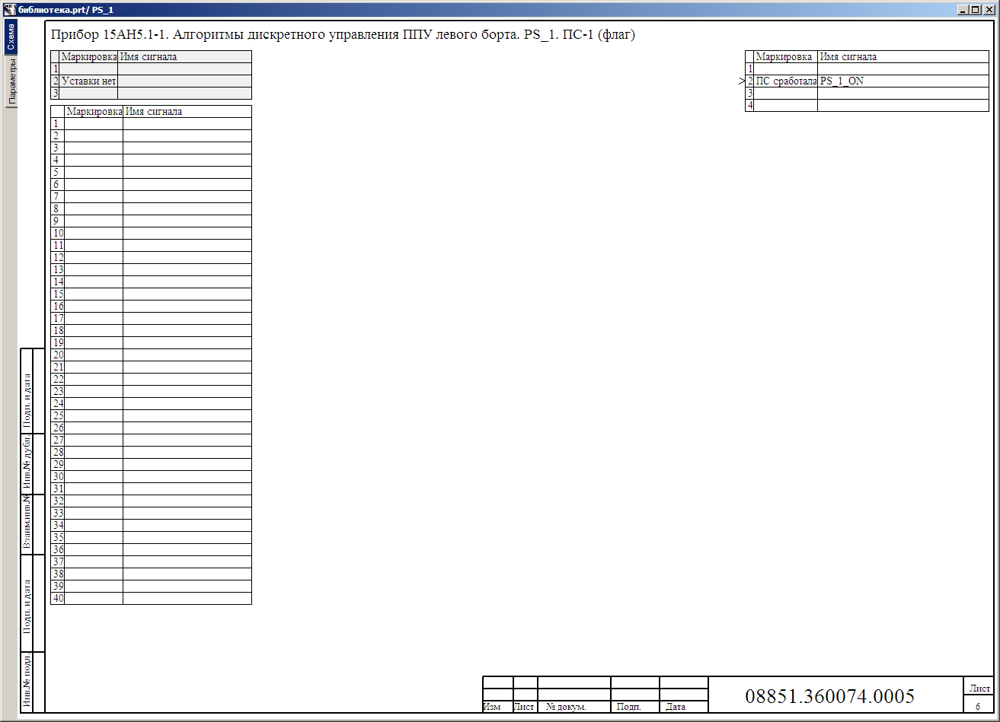 библиотека.prt/ PS_1
Схема
Параметры
Прибор 15АН5.1-1. Алгоритмы дискретного управления ППУ левого борта. PS_1. ПС-1 (флаг)
Маркировка Имя сигнала
1
2 Уставки нет
3
Маркировка Имя сигнала
1
2 ПС сработала PS_1_ON
3
4
Маркировка Имя сигнала
1
2
3
4
5
6
7
8
9
10
11
12
13
14
15
16
17
18
19
20
21
22
23
24
25
26
27
28
29
30
31
32
33
34
35
36
37
38
39
40
Подп. и дата
Инв.№ дубл.
Взаим.инв.№
Подп. и дата
Инв.№ подл.
Изм Лист № докум. Подп. Дата
08851.360074.0005
Лист
6